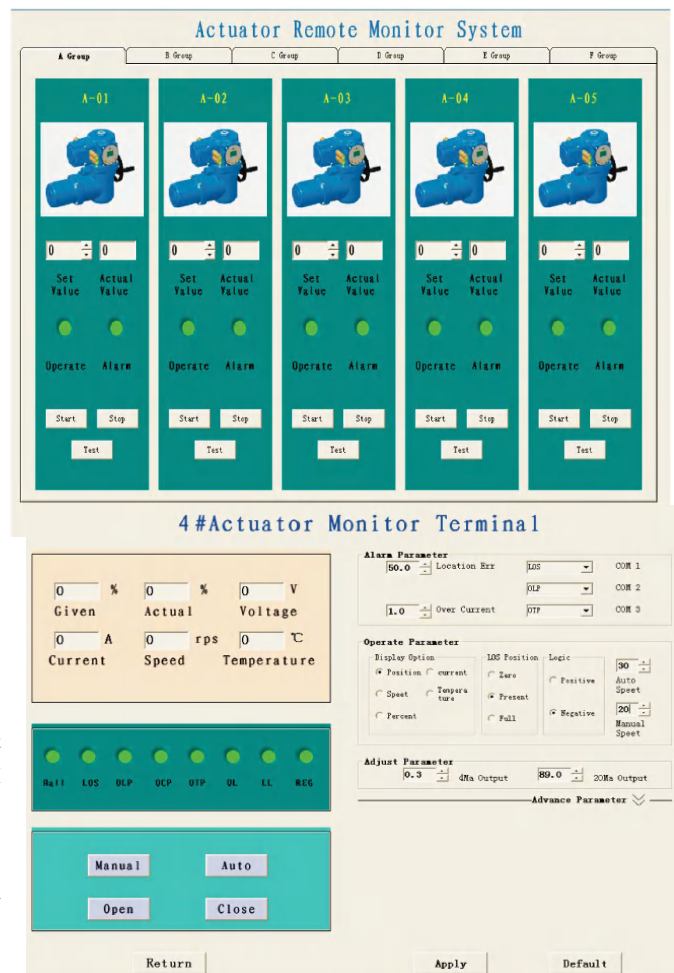 Actuator Remote Monitor System
A Group B Group C Group D Group E Group F Group
A-01 A-02 A-03 A-04 A-05
0 0 0 0 0 0 0 0 0 0
Set Actual Set Actual Set Actual Set Actual Set Actual
Value Value Value Value Value Value Value Value Value Value
Operate Alarm Operate Alarm Operate Alarm Operate Alarm Operate Alarm
Start Stop Start Stop Start Stop Start Stop Start Stop
Test Test Test Test Test
4#Actuator Monitor Terminal
0 % 0 % 0 V
Given Actual Voltage
0 A 0 rps 0 ℃
Current Speed Temperature
LOS OLP OCP OTP OL LL REG
Manual Auto
Open Close
Return
Alarm Parameter
50.0 Location Err LOS COM 1
OLP COM 2
1.0 Over Current OTP COM 3
Operate Parameter
Display Option LOS Position Logic
Position current Zero Positive 30
Auto
Speet
Speet Tempera
ture Present Negative 20
Percent Full Manual
Speet
Adjust Parameter
0.3 4Ma Output 89.0 20Ma Output
Advance Parameter
Apply Default